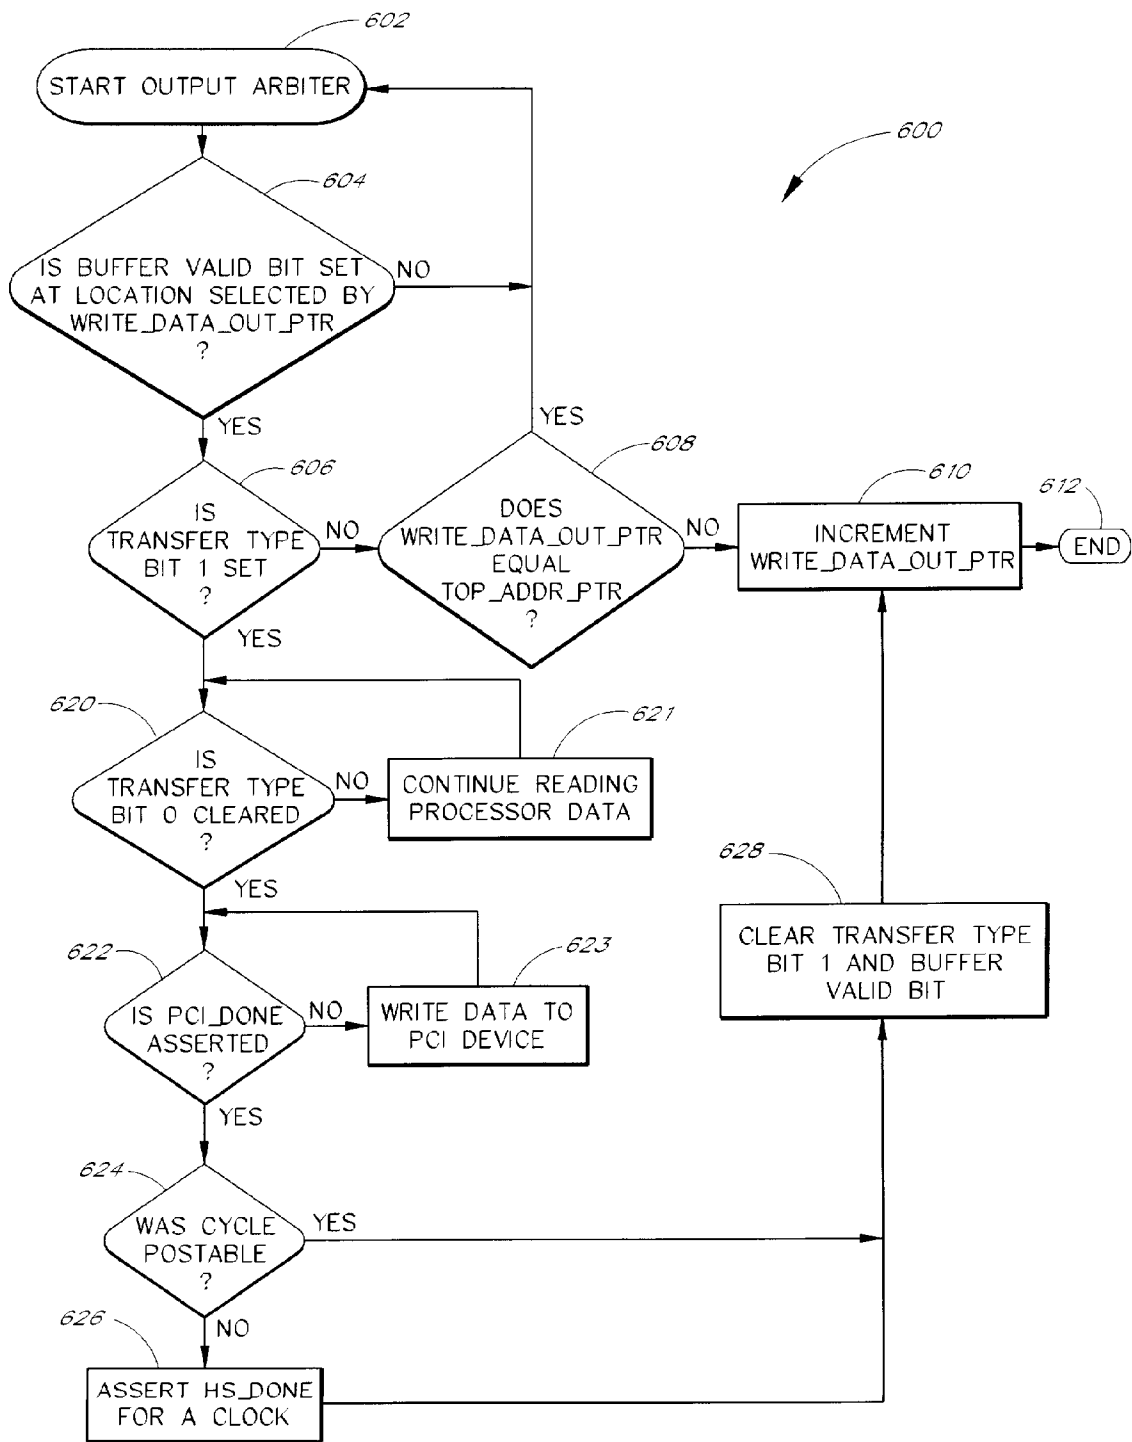 602
START OUTPUT ARBITER
600
604
IS BUFFER VALID BIT SET
AT LOCATION SELECTED BY
WRITE_DATA_OUT_PTR
?
NO
YES
YES
606
IS
TRANSFER TYPE
BIT 1 SET
?
NO
YES
608
DOES
WRITE_DATA_OUT_PTR
EQUAL
TOP_ADDR_PTR
?
NO
610
INCREMENT
WRITE_DATA_OUT_PTR
612
END
620
IS
TRANSFER TYPE
BIT 0 CLEARED
?
NO
YES
621
CONTINUE READING
PROCESSOR DATA
622
IS PCI_DONE
ASSERTED
?
NO
YES
623
WRITE DATA TO
PCI DEVICE
628
CLEAR TRANSFER TYPE
BIT 1 AND BUFFER
VALID BIT
624
WAS CYCLE
POSTABLE
?
YES
NO
626
ASSERT HS_DONE
FOR A CLOCK